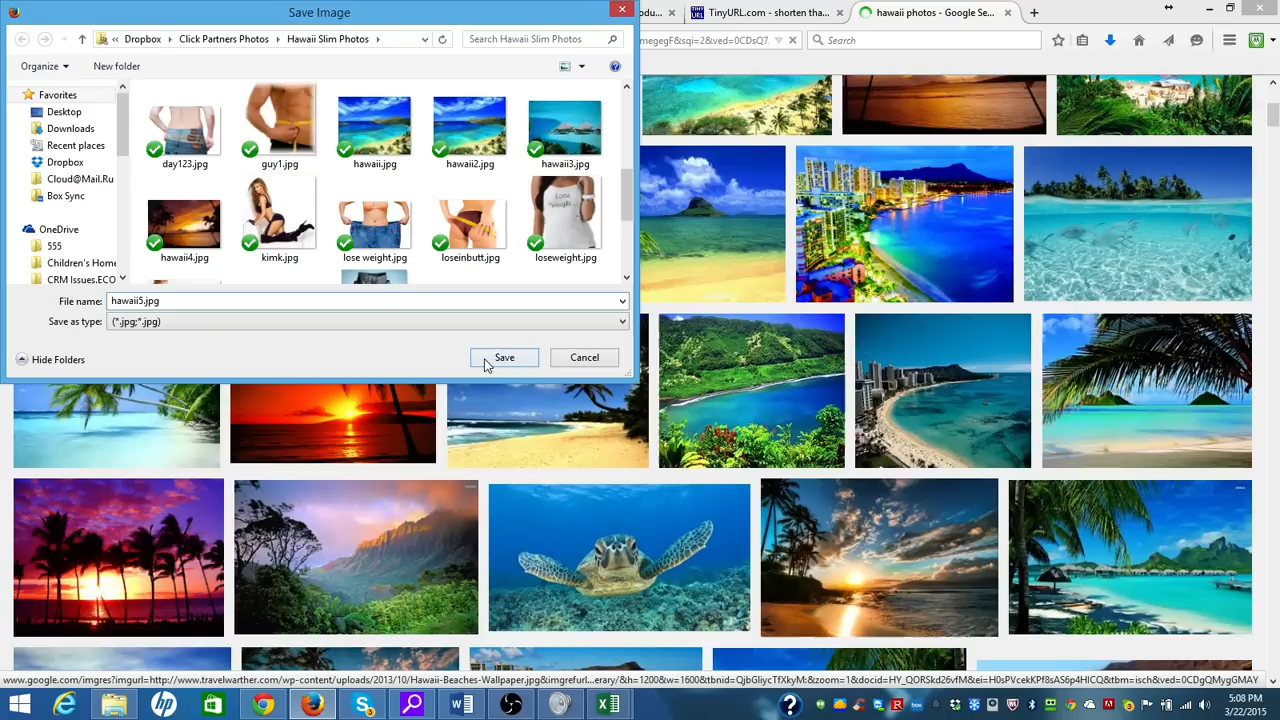 Save Image
Dropbox
Click Partners Photos
Hawaii Slim Photos
Search Hawaii Slim Photos
Organize
New folder
Favorites
Desktop
Downloads
Recent places
Dropbox
Cloud@Mail.Ru
Box Sync
OneDrive
555
Children's Home
CRM Issues.ECO
day123.jpg
guy1.jpg
hawaii.jpg
hawaii2.jpg
hawaii3.jpg
hawaii4.jpg
kimk.jpg
lose weight.jpg
loseinbutt.jpg
loseweight.jpg
File name: hawaii5.jpg
Save as type: (*.jpg;*.jpg)
Hide Folders
Save
Cancel
TinyURL.com - shorten tha...
hawaii photos - Google Se...
Search
5:08 PM
3/22/2015